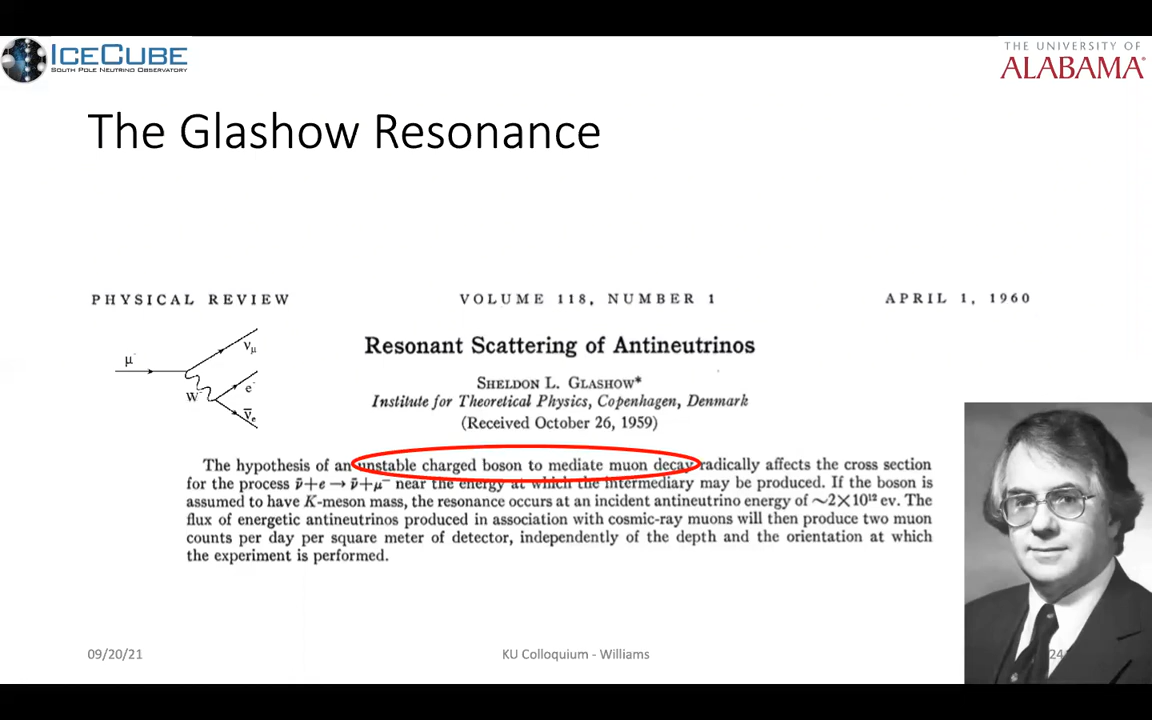 ICECUBE
SOUTH POLE NEUTRINO OBSERVATORY
THE UNIVERSITY OF
ALABAMA®
The Glashow Resonance
PHYSICAL REVIEW VOLUME 118, NUMBER 1 APRIL 1, 1960
μ⁻
ν_μ
W⁻
e⁻
ν̄_e
Resonant Scattering of Antineutrinos
SHELDON L. GLASHOW*
Institute for Theoretical Physics, Copenhagen, Denmark
(Received October 26, 1959)
The hypothesis of an unstable charged boson to mediate muon decay radically affects the cross section
for the process ν̄+e→ν̄+μ⁻ near the energy at which the intermediary may be produced. If the boson is
assumed to have K-meson mass, the resonance occurs at an incident antineutrino energy of ∼2×10¹² ev. The
flux of energetic antineutrinos produced in association with cosmic-ray muons will then produce two muon
counts per day per square meter of detector, independently of the depth and the orientation at which
the experiment is performed.
09/20/21 KU Colloquium - Williams 24